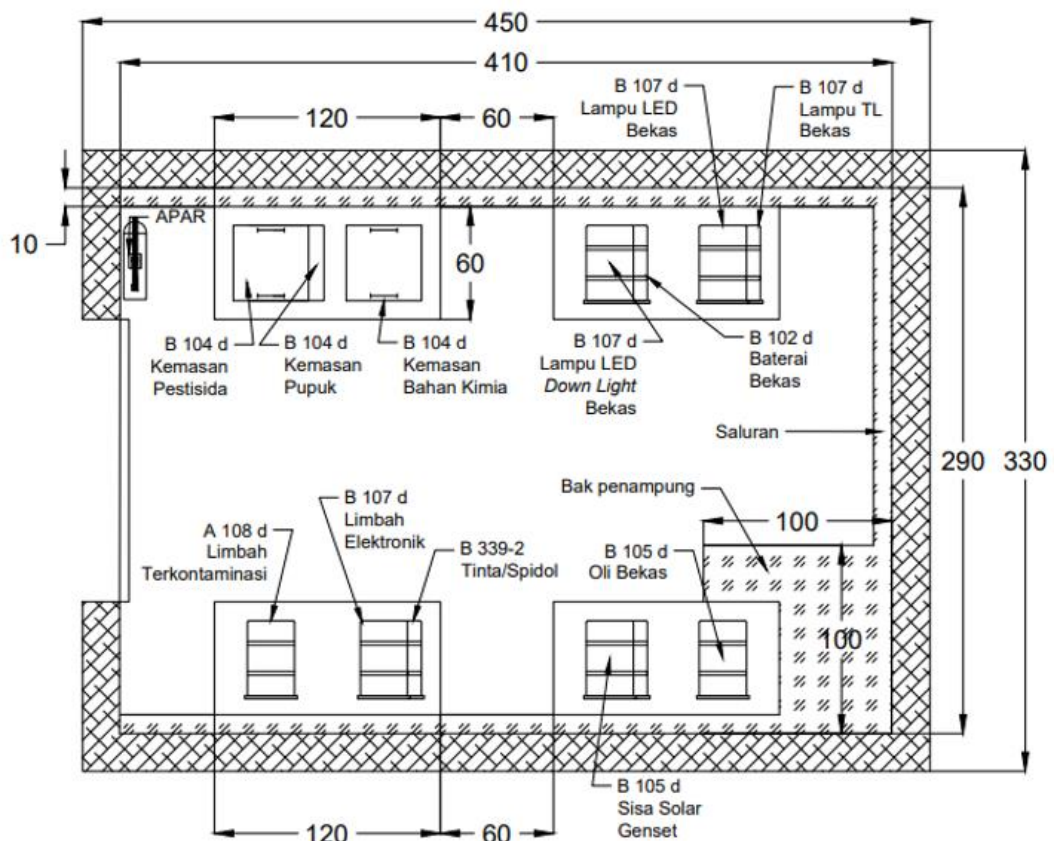 450
410
120
60
B 107 d
Lampu LED
Bekas
B 107 d
Lampu TL
Bekas
10
APAR
60
B 104 d
Kemasan
Pestisida
B 104 d
Kemasan
Pupuk
B 104 d
Kemasan
Bahan Kimia
B 107 d
Lampu LED
Down Light
Bekas
B 102 d
Baterai
Bekas
Saluran
290
330
Bak penampung
100
A 108 d
Limbah
Terkontaminasi
B 107 d
Limbah
Elektronik
B 339-2
Tinta/Spidol
B 105 d
Oli Bekas
100
B 105 d
Sisa Solar
Genset
120
60